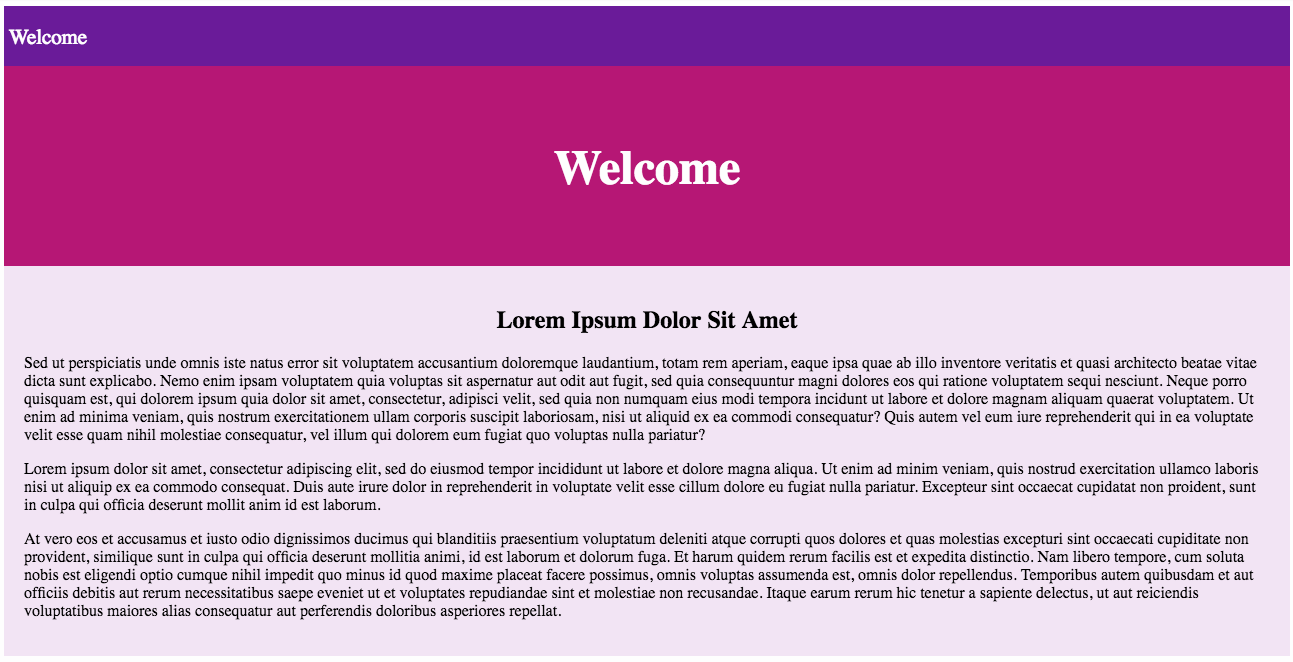 Welcome
Welcome
Lorem Ipsum Dolor Sit Amet
Sed ut perspiciatis unde omnis iste natus error sit voluptatem accusantium doloremque laudantium, totam rem aperiam, eaque ipsa quae ab illo inventore veritatis et quasi architecto beatae vitae
dicta sunt explicabo. Nemo enim ipsam voluptatem quia voluptas sit aspernatur aut odit aut fugit, sed quia consequuntur magni dolores eos qui ratione voluptatem sequi nesciunt. Neque porro
quisquam est, qui dolorem ipsum quia dolor sit amet, consectetur, adipisci velit, sed quia non numquam eius modi tempora incidunt ut labore et dolore magnam aliquam quaerat voluptatem. Ut
enim ad minima veniam, quis nostrum exercitationem ullam corporis suscipit laboriosam, nisi ut aliquid ex ea commodi consequatur? Quis autem vel eum iure reprehenderit qui in ea voluptate
velit esse quam nihil molestiae consequatur, vel illum qui dolorem eum fugiat quo voluptas nulla pariatur?
Lorem ipsum dolor sit amet, consectetur adipiscing elit, sed do eiusmod tempor incididunt ut labore et dolore magna aliqua. Ut enim ad minim veniam, quis nostrud exercitation ullamco laboris
nisi ut aliquip ex ea commodo consequat. Duis aute irure dolor in reprehenderit in voluptate velit esse cillum dolore eu fugiat nulla pariatur. Excepteur sint occaecat cupidatat non proident, sunt
in culpa qui officia deserunt mollit anim id est laborum.
At vero eos et accusamus et iusto odio dignissimos ducimus qui blanditiis praesentium voluptatum deleniti atque corrupti quos dolores et quas molestias excepturi sint occaecati cupiditate non
provident, similique sunt in culpa qui officia deserunt mollitia animi, id est laborum et dolorum fuga. Et harum quidem rerum facilis est et expedita distinctio. Nam libero tempore, cum soluta
nobis est eligendi optio cumque nihil impedit quo minus id quod maxime placeat facere possimus, omnis voluptas assumenda est, omnis dolor repellendus. Temporibus autem quibusdam et aut
officiis debitis aut rerum necessitatibus saepe eveniet ut et voluptates repudiandae sint et molestiae non recusandae. Itaque earum rerum hic tenetur a sapiente delectus, ut aut reiciendis
voluptatibus maiores alias consequatur aut perferendis doloribus asperiores repellat.